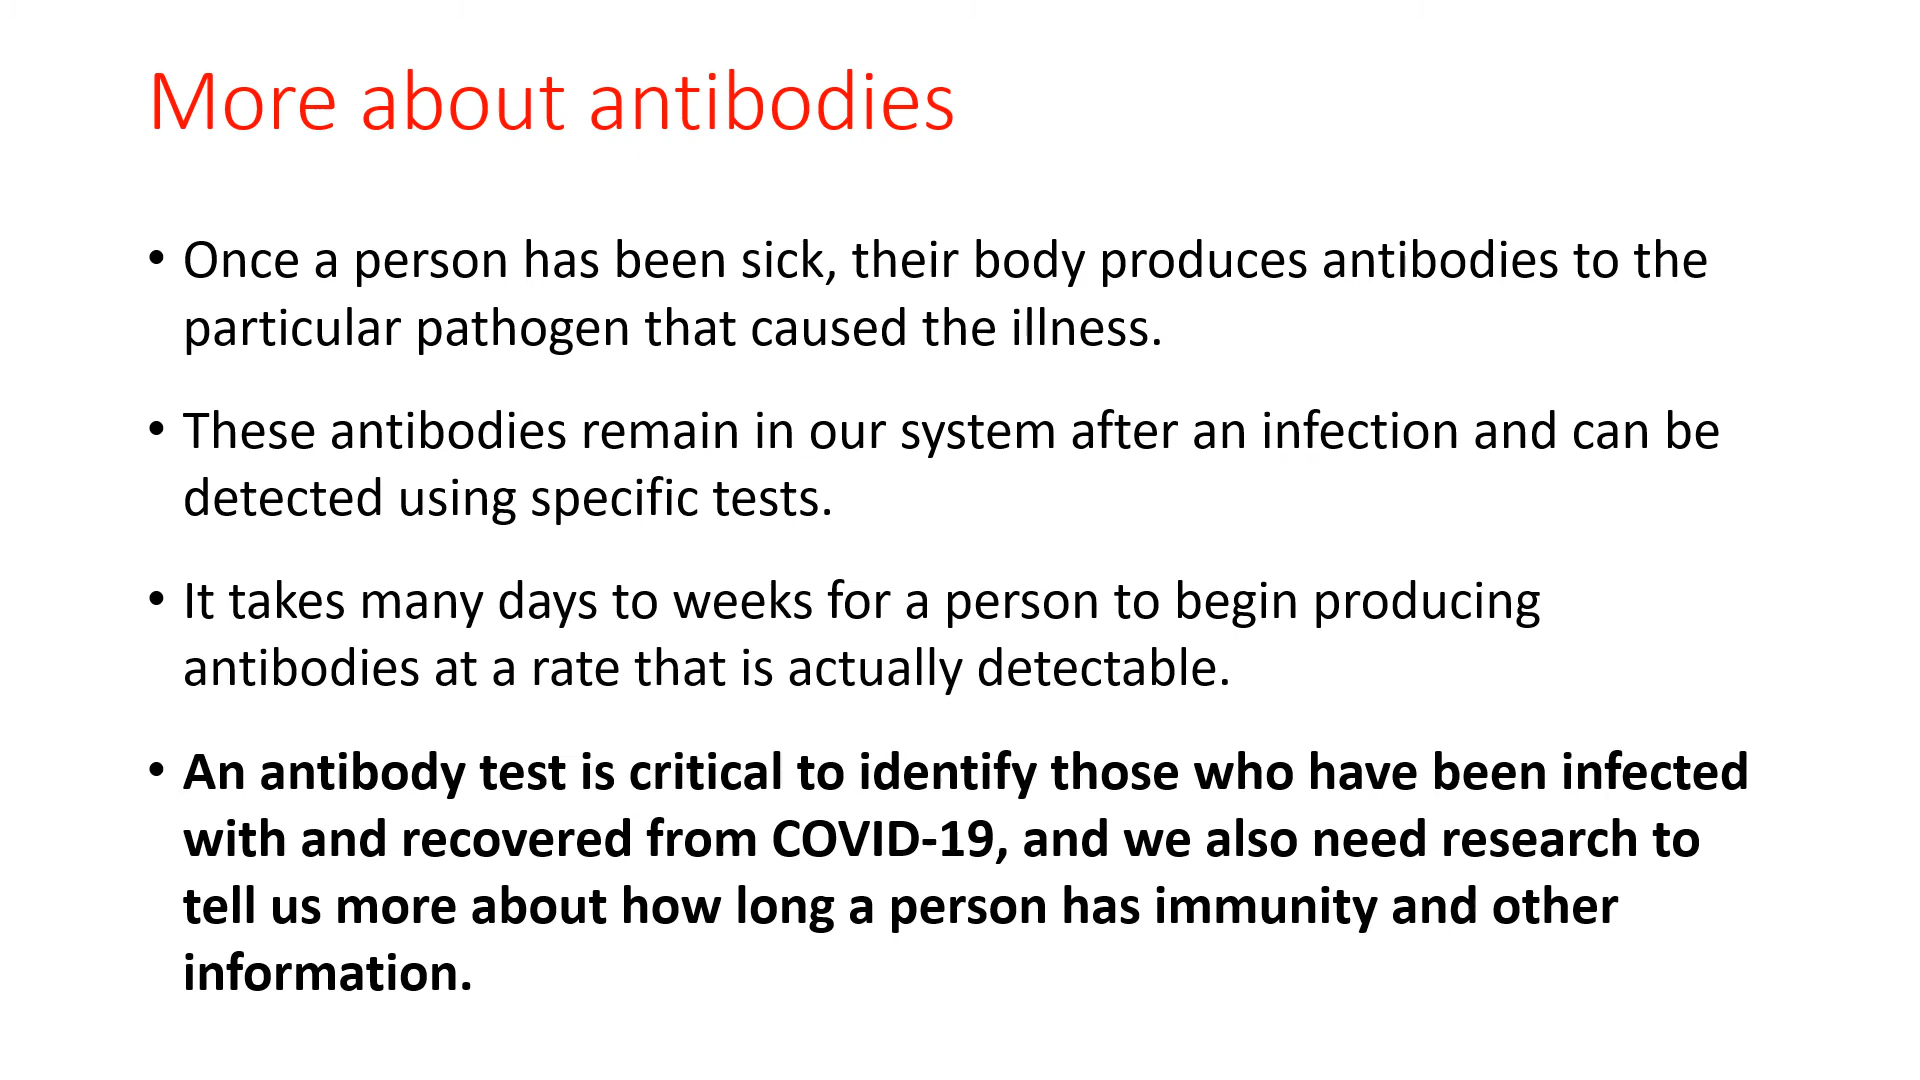 More about antibodies
• Once a person has been sick, their body produces antibodies to the
particular pathogen that caused the illness.
• These antibodies remain in our system after an infection and can be
detected using specific tests.
• It takes many days to weeks for a person to begin producing
antibodies at a rate that is actually detectable.
• An antibody test is critical to identify those who have been infected
with and recovered from COVID-19, and we also need research to
tell us more about how long a person has immunity and other
information.